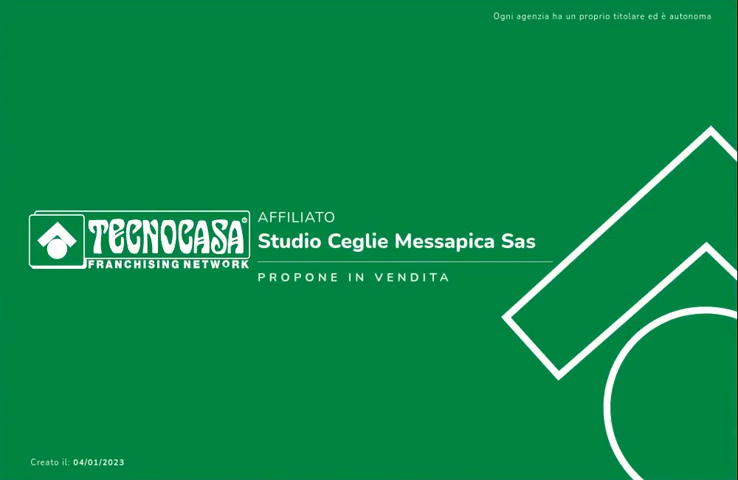 Ogni agenzia ha un proprio titolare ed è autonoma
TECNOCASA®
FRANCHISING NETWORK
AFFILIATO
Studio Ceglie Messapica Sas
PROPONE IN VENDITA
Creato il: 04/01/2023